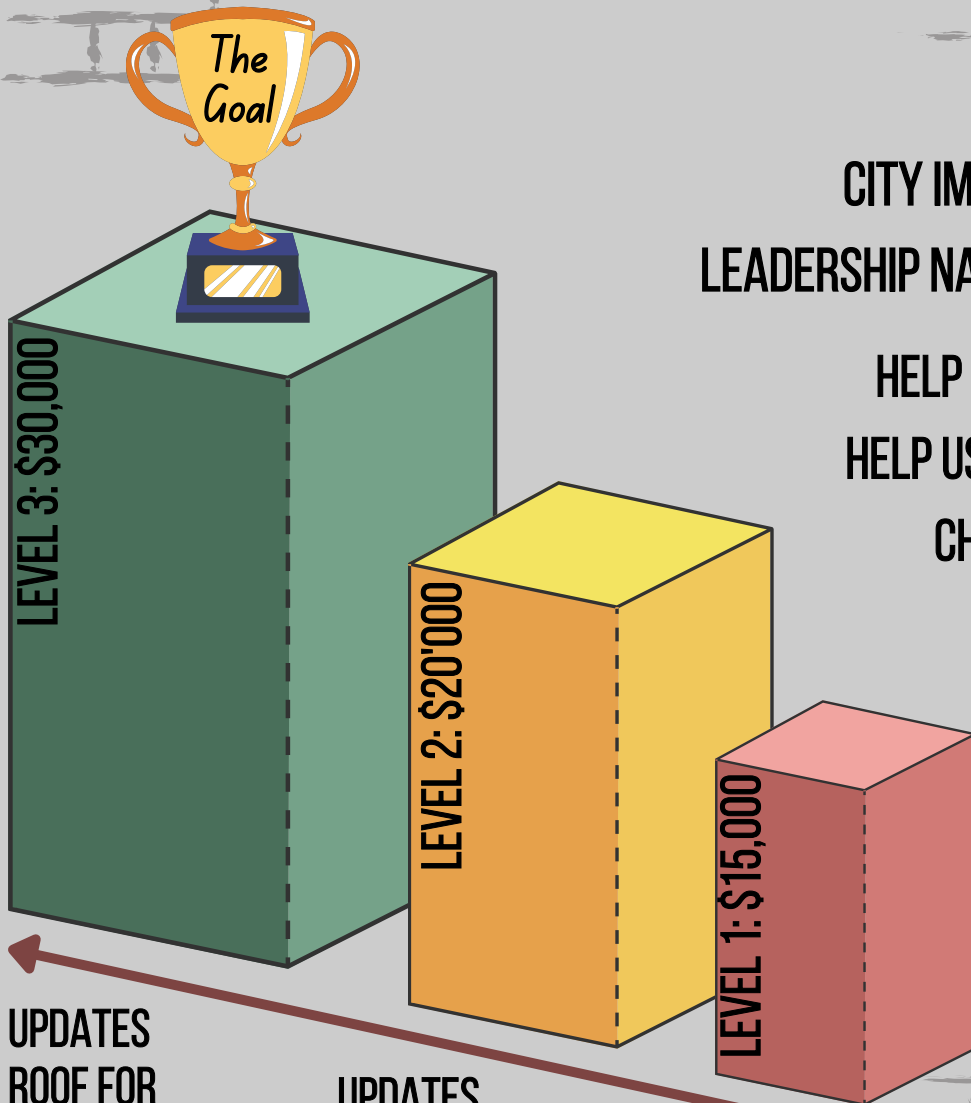 The
Goal
CITY IM
LEADERSHIP NA
HELP
HELP US
CH
LEVEL 3: $30,000
LEVEL 2: $20'000
LEVEL 1: $15,000
UPDATES
ROOF FOR
UPDATES